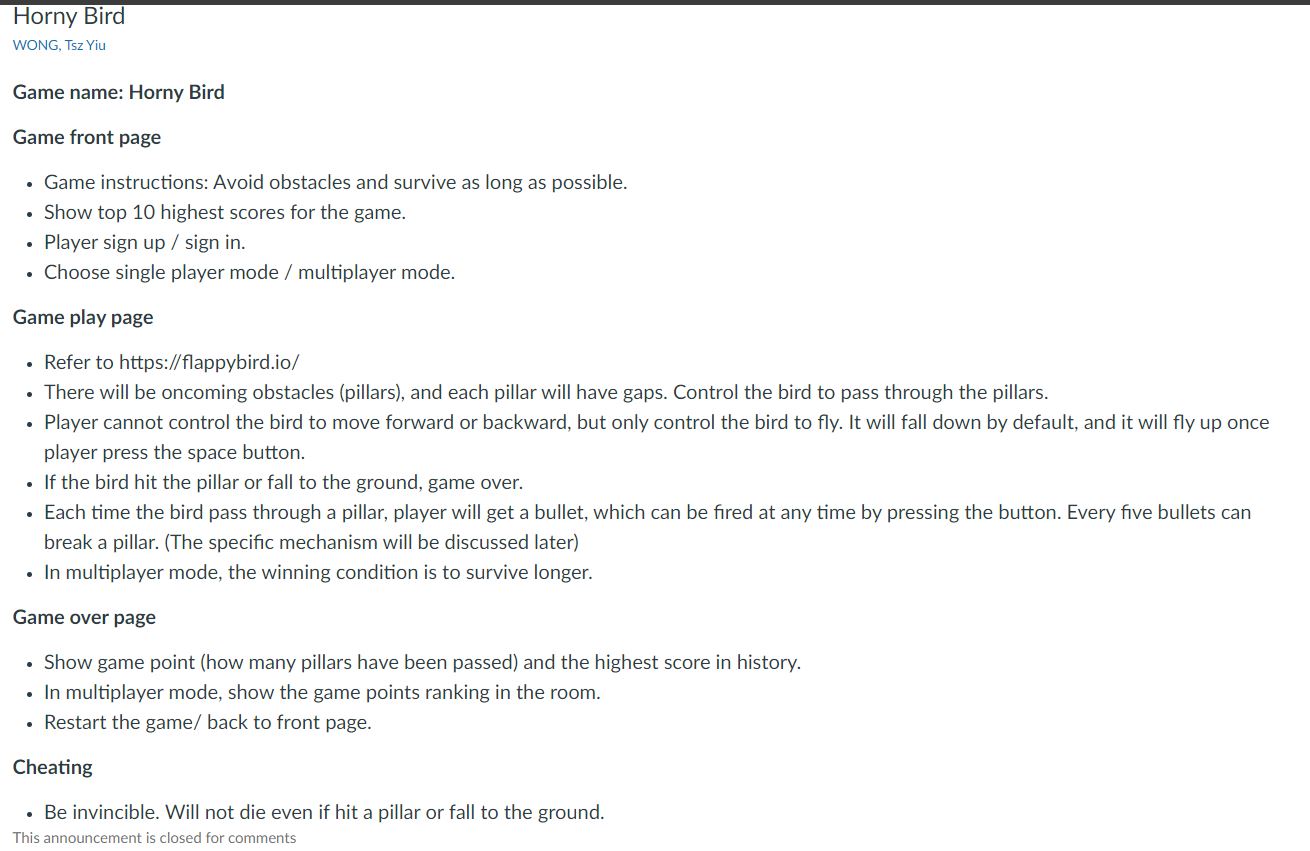 Horny Bird
WONG, Tsz Yiu
Game name: Horny Bird
Game front page
Game instructions: Avoid obstacles and survive as long as possible.
Show top 10 highest scores for the game.
Player sign up / sign in.
Choose single player mode / multiplayer mode.
Game play page
Refer to https://flappybird.io/
There will be oncoming obstacles (pillars), and each pillar will have gaps. Control the bird to pass through the pillars.
Player cannot control the bird to move forward or backward, but only control the bird to fly. It will fall down by default, and it will fly up once
player press the space button.
If the bird hit the pillar or fall to the ground, game over.
Each time the bird pass through a pillar, player will get a bullet, which can be fired at any time by pressing the button. Every five bullets can
break a pillar. (The specific mechanism will be discussed later)
In multiplayer mode, the winning condition is to survive longer.
Game over page
Show game point (how many pillars have been passed) and the highest score in history.
In multiplayer mode, show the game points ranking in the room.
Restart the game/ back to front page.
Cheating
Be invincible. Will not die even if hit a pillar or fall to the ground.
This announcement is closed for comments